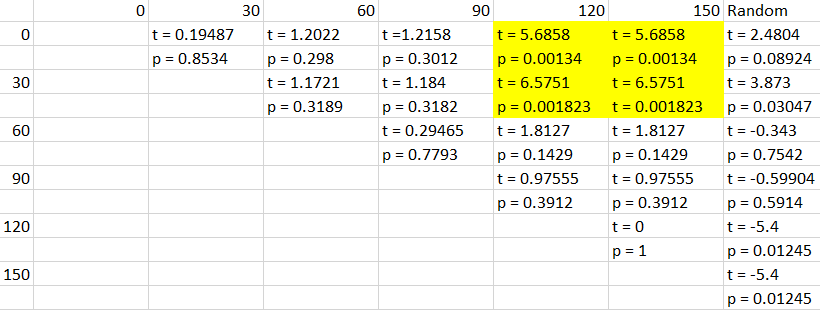 0 30 60 90 120 150 Random
0 t = 0.19487 t = 1.2022 t =1.2158 t = 5.6858 t = 5.6858 t = 2.4804
p = 0.8534 p = 0.298 p = 0.3012 p = 0.00134 p = 0.00134 p = 0.08924
30 t = 1.1721 t = 1.184 t = 6.5751 t = 6.5751 t = 3.873
p = 0.3189 p = 0.3182 p = 0.001823 t = 0.001823 p = 0.03047
60 t = 0.29465 t = 1.8127 t = 1.8127 t = -0.343
p = 0.7793 p = 0.1429 p = 0.1429 p = 0.7542
90 t = 0.97555 t = 0.97555 t = -0.59904
p = 0.3912 p = 0.3912 p = 0.5914
120 t = 0 t = -5.4
p = 1 p = 0.01245
150 t = -5.4
p = 0.01245